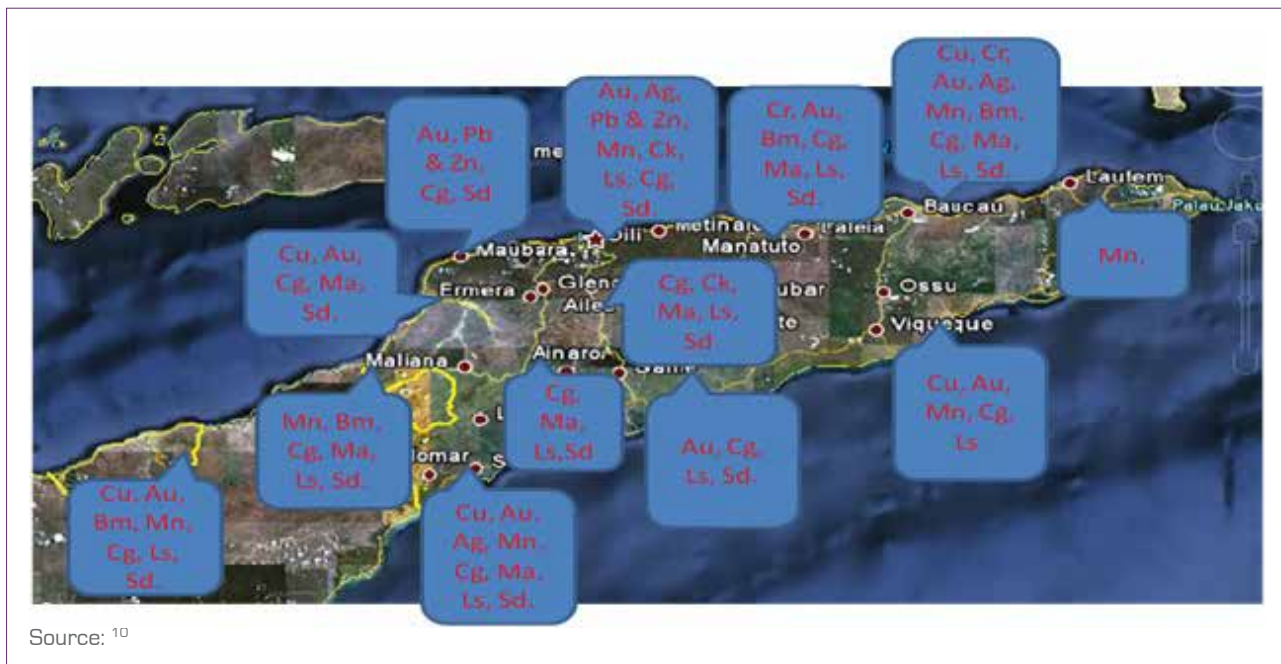 Cu, Cr,
Au, Ag,
Mn, Bm,
Cg, Ma,
Ls, Sd.
Au, Ag,
Pb & Zn,
Mn, Ck,
Ls, Cg,
Sd.
Cr, Au,
Bm, Cg,
Ma, Ls,
Sd.
Au, Pb
& Zn,
Cg, Sd
Lautem
Baucau
Maubara
Manatuto
Mn,
Cu, Au,
Cg, Ma,
Sd.
Ermera
Cg, Ck,
Ma, Ls,
Sd
Ossu
Viqueque
Maliana
Ainaro
Cu, Au,
Mn, Cg,
Ls
Cg,
Ma,
Ls,Sd
Mn, Bm,
Cg, Ma,
Ls, Sd.
Au, Cg,
Ls, Sd.
Cu, Au,
Bm, Mn,
Cg, Ls,
Sd.
Cu, Au,
Ag, Mn.
Cg, Ma,
Ls, Sd.
Source: 10